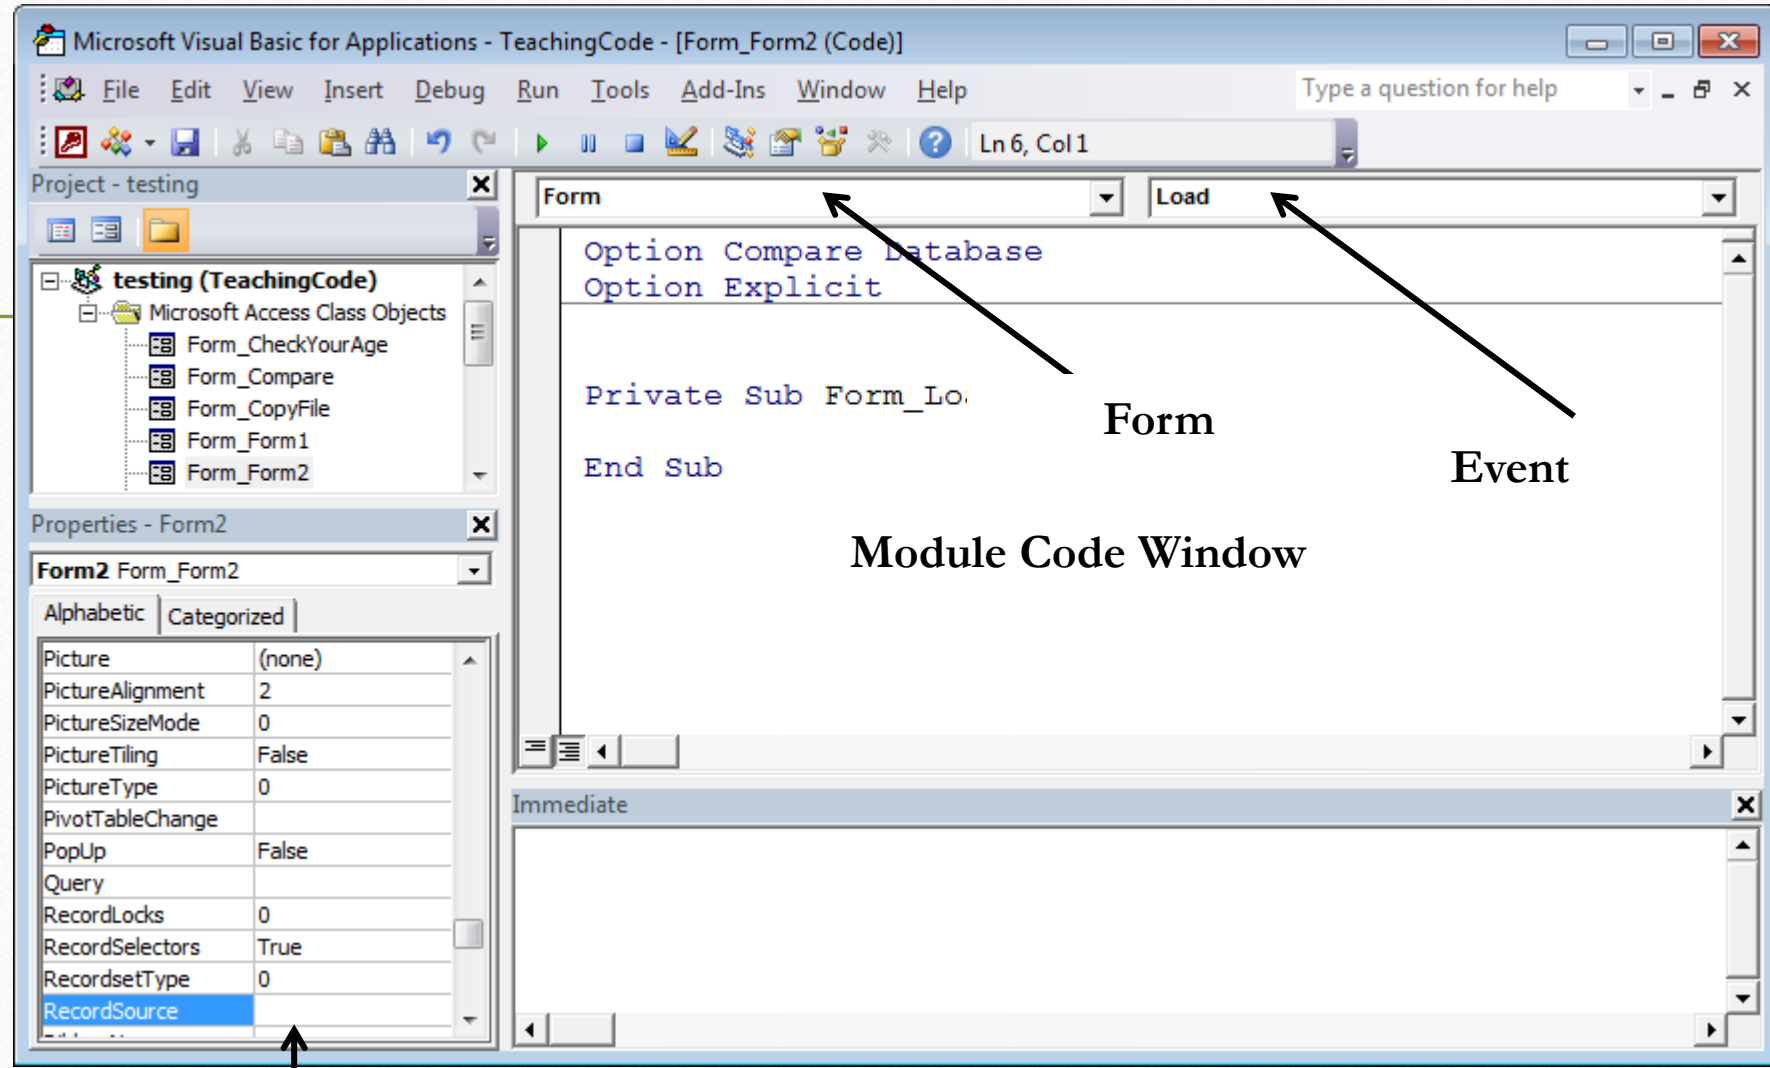 Microsoft Visual Basic for Applications - TeachingCode - [Form_Form2 (Code)]
File Edit View Insert Debug Run Tools Add-Ins Window Help Type a question for help
Ln 6, Col 1
Project - testing
testing (TeachingCode)
Microsoft Access Class Objects
Form_CheckYourAge
Form_Compare
Form_CopyFile
Form_Form1
Form_Form2
Properties - Form2
Form2 Form_Form2
Alphabetic Categorized
Picture (none)
PictureAlignment 2
PictureSizeMode 0
PictureTiling False
PictureType 0
PivotTableChange
PopUp False
Query
RecordLocks 0
RecordSelectors True
RecordsetType 0
RecordSource
Form Load
Option Compare Database
Option Explicit
Private Sub Form_Lo
End Sub
Form
Event
Module Code Window
Immediate